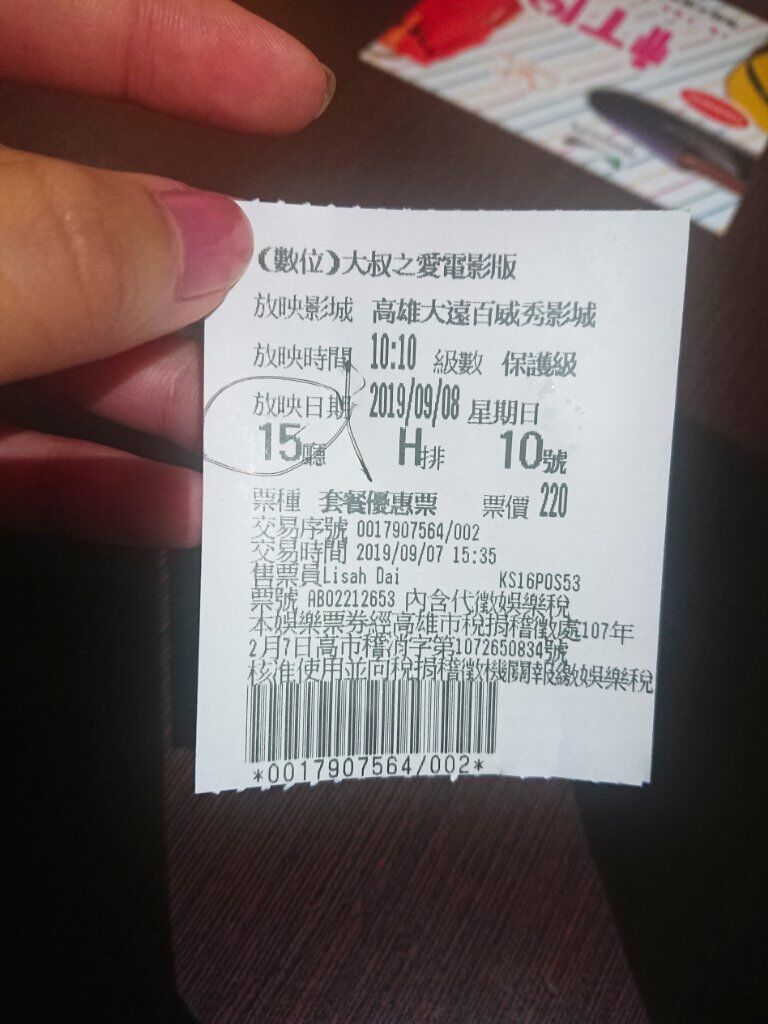 (數位)大叔之愛電影版
放映影城 高雄大遠百威秀影城
放映時間 10:10 級數 保護級
放映日期 2019/09/08 星期日
15廳 H排 10號
票種 套餐優惠票 票價 220
交易序號 0017907564/002
交易時間 2019/09/07 15:35
售票員Lisah Dai KS16POS53
票號 AB02212653 內含代徵娛樂稅
本娛樂票券經高雄市稅捐稽徵處107年
2月7日高市稽消字第1072650834號
核准使用並向稅捐稽徵機關報繳娛樂稅
*0017907564/002*